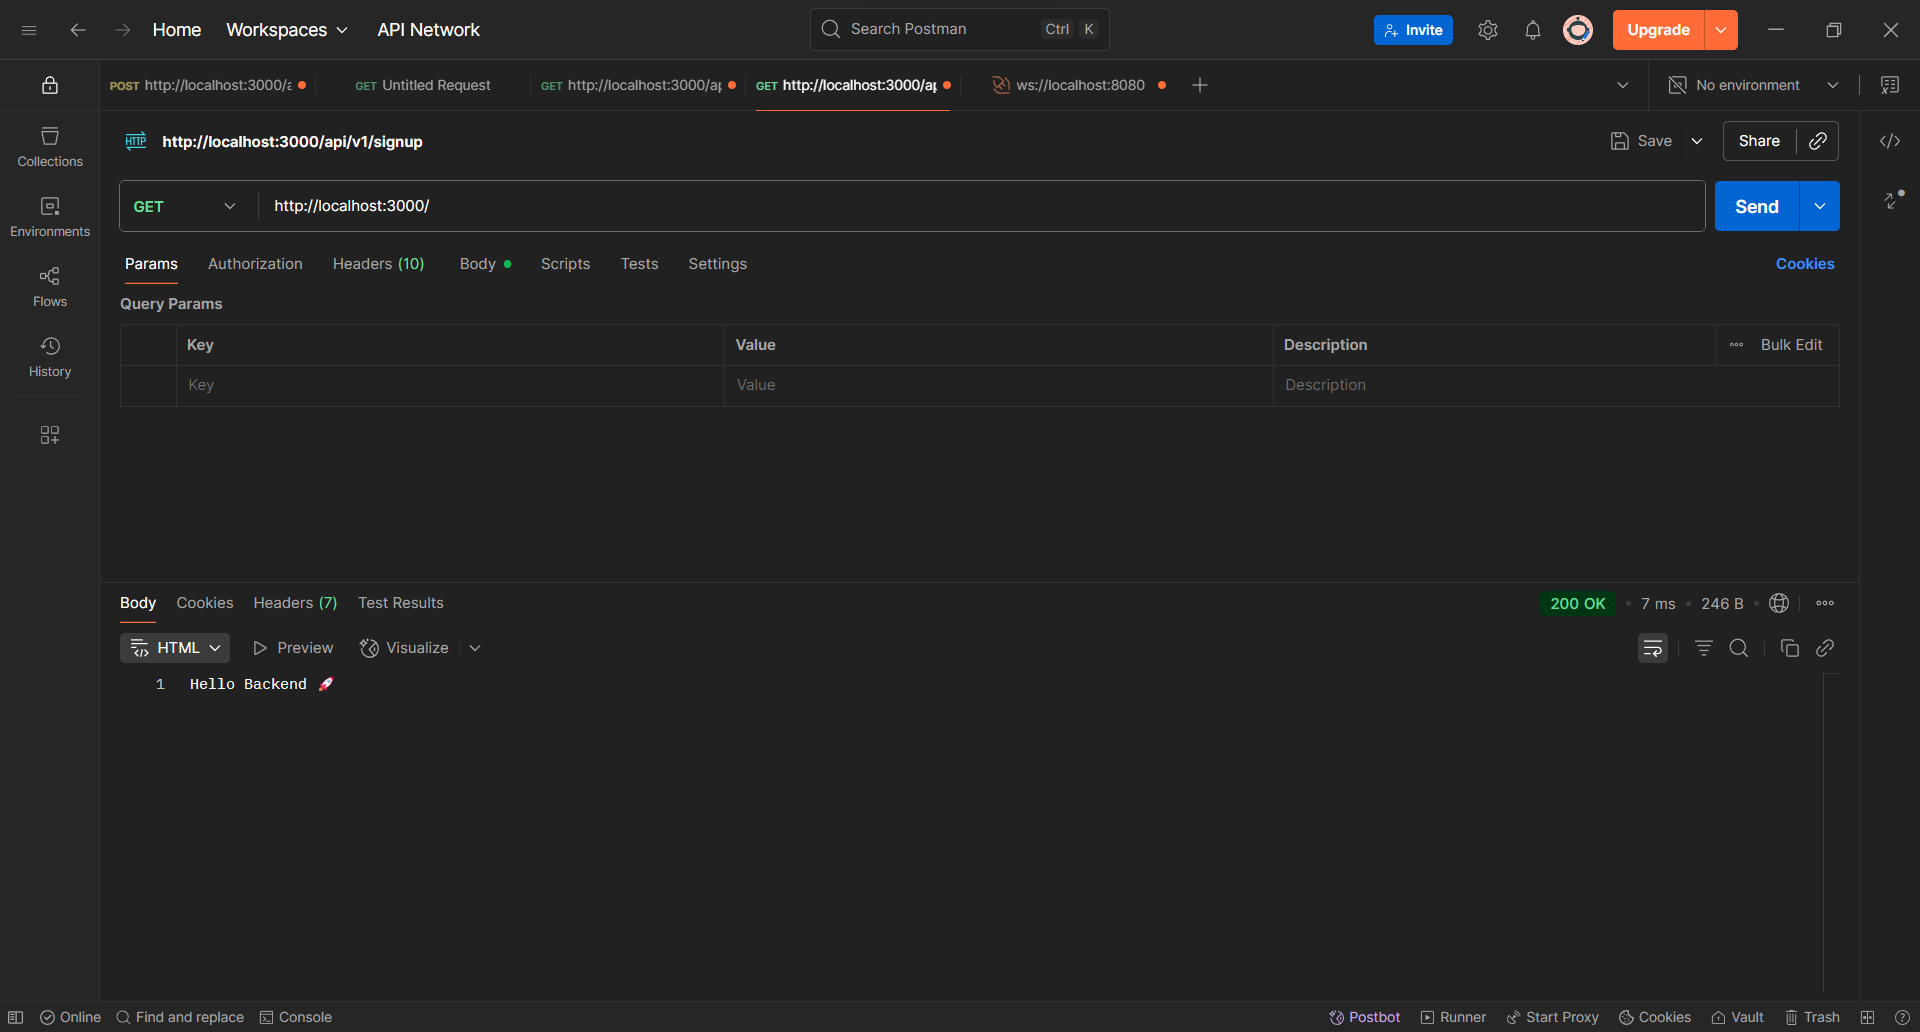 Home Workspaces API Network Search Postman Ctrl K Invite Upgrade
POST http://localhost:3000/a GET Untitled Request GET http://localhost:3000/ap GET http://localhost:3000/ap ws://localhost:8080 No environment
HTTP http://localhost:3000/api/v1/signup Save Share
Collections
GET http://localhost:3000/ Send
Environments
Params Authorization Headers (10) Body Scripts Tests Settings Cookies
Flows
Query Params
Key Value Description Bulk Edit
History
Key Value Description
Body Cookies Headers (7) Test Results 200 OK 7 ms 246 B
HTML Preview Visualize
1 Hello Backend 🚀
Online Find and replace Console Postbot Runner Start Proxy Cookies Vault Trash